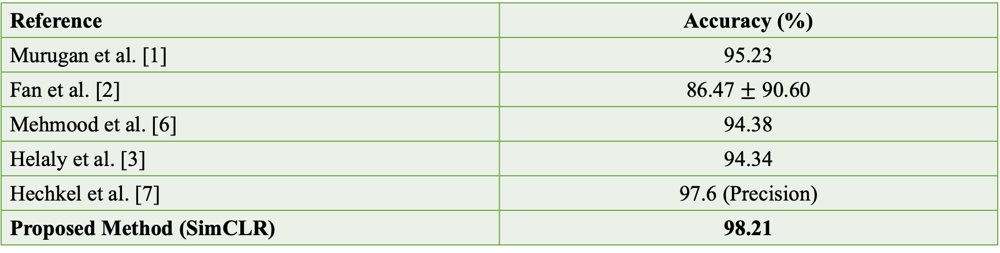 Reference Accuracy (%)
Murugan et al. [1] 95.23
Fan et al. [2] 86.47 ± 90.60
Mehmood et al. [6] 94.38
Helaly et al. [3] 94.34
Hechkel et al. [7] 97.6 (Precision)
Proposed Method (SimCLR) 98.21